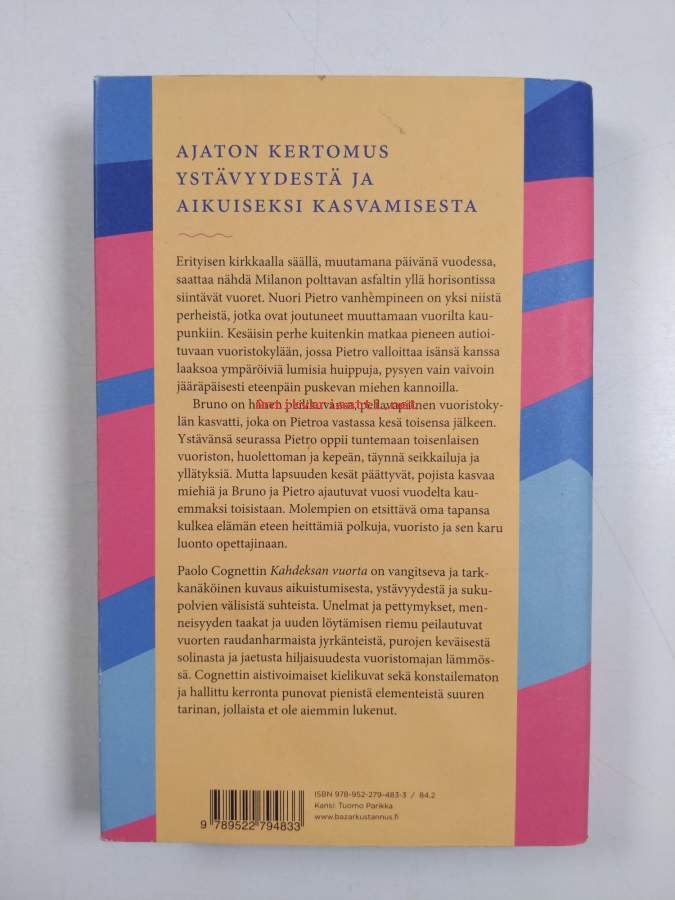 AJATON KERTOMUS
YSTÄVYYDESTÄ JA
AIKUISEKSI KASVAMISESTA
Erityisen kirkkaalla säällä, muutamana päivänä vuodessa,
saattaa nähdä Milanon polttavan asfaltin yllä horisontissa
siintävät vuoret. Nuori Pietro vanhempineen on yksi niistä
perheistä, jotka ovat joutuneet muuttamaan vuorilta kau-
punkiin. Kesäisin perhe kuitenkin matkaa pieneen autioi-
tuvaan vuoristokylään, jossa Pietro valloittaa isänsä kanssa
laaksoa ympäröiviä lumisia huippuja, pysyen vain vaivoin
jääräpäisesti eteenpäin puskevan miehen kannoilla.
Bruno on hänen peilikuvansa, pellavapäinen vuoristoky-
län kasvatti, joka on Pietroa vastassa kesä toisensa jälkeen.
Ystävänsä seurassa Pietro oppii tuntemaan toisenlaisen
vuoriston, huolettoman ja kepeän, täynnä seikkailuja ja
yllätyksiä. Mutta lapsuuden kesät päättyvät, pojista kasvaa
miehiä ja Bruno ja Pietro ajautuvat vuosi vuodelta kau-
emmaksi toisistaan. Molempien on etsittävä oma tapansa
kulkea elämän eteen heittämiä polkuja, vuoristo ja sen karu
luonto opettajinaan.
Paolo Cognettin Kahdeksan vuorta on vangitseva ja tark-
kanäköinen kuvaus aikuistumisesta, ystävyydestä ja suku-
polvien välisistä suhteista. Unelmat ja pettymykset, men-
neisyyden taakat ja uuden löytämisen riemu peilautuvat
vuorten raudanharmaista jyrkänteistä, purojen keväisestä
solinasta ja jaetusta hiljaisuudesta vuoristomajan lämmös-
sä. Cognettin aistivoimaiset kielikuvat sekä konstailematon
ja hallittu kerronta punovat pienistä elementeistä suuren
tarinan, jollaista et ole aiemmin lukenut.
ISBN 978-952-279-483-3 / 84.2
Kansi: Tuomo Parikka
www.bazarkustannus.fi
9 789522 794833